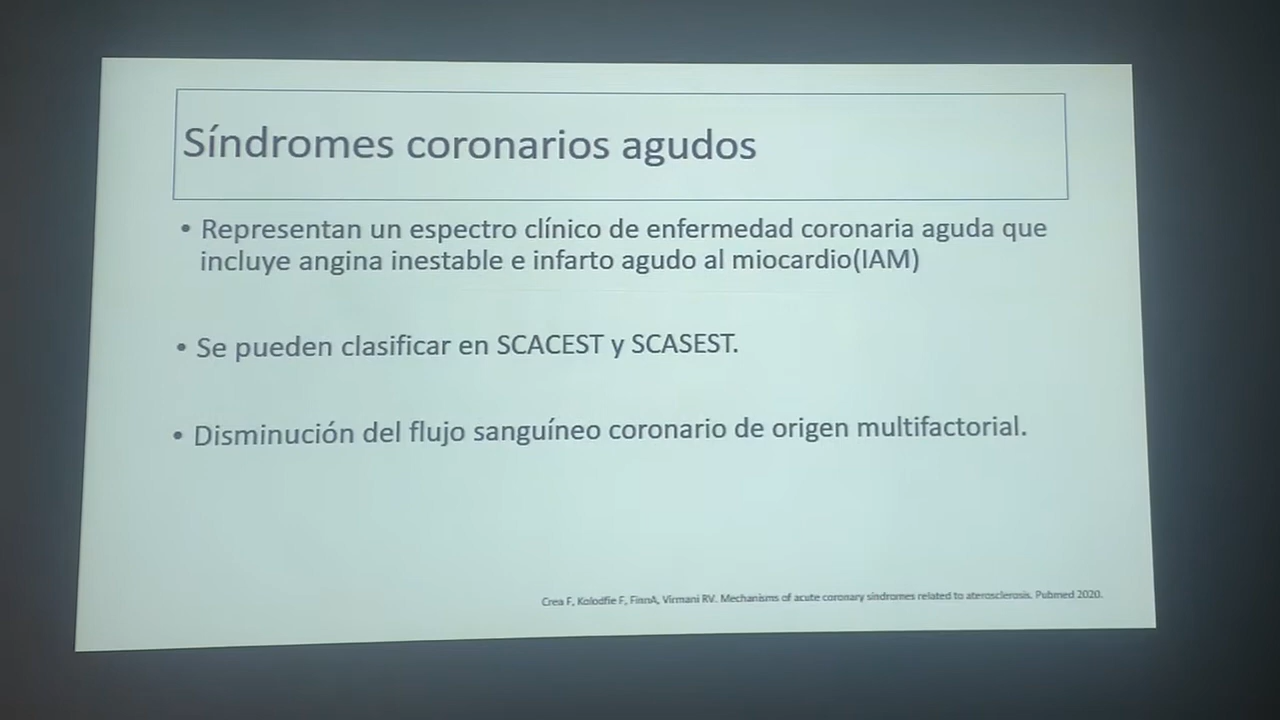 Síndromes coronarios agudos
• Representan un espectro clínico de enfermedad coronaria aguda que
incluye angina inestable e infarto agudo al miocardio(IAM)
• Se pueden clasificar en SCACEST y SCASEST.
• Disminución del flujo sanguíneo coronario de origen multifactorial.
Crea F, Kolodfie F, FinnA, Virmani RV. Mechanisms of acute coronary sindromes related to aterosclerosis. Pubmed 2020.